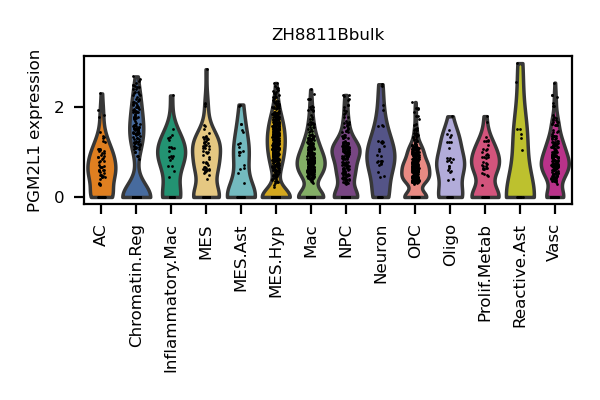 ZH8811Bbulk
PGM2L1 expression
2
0
AC
Chromatin.Reg
Inflammatory.Mac
MES
MES.Ast
MES.Hyp
Mac
NPC
Neuron
OPC
Oligo
Prolif.Metab
Reactive.Ast
Vasc